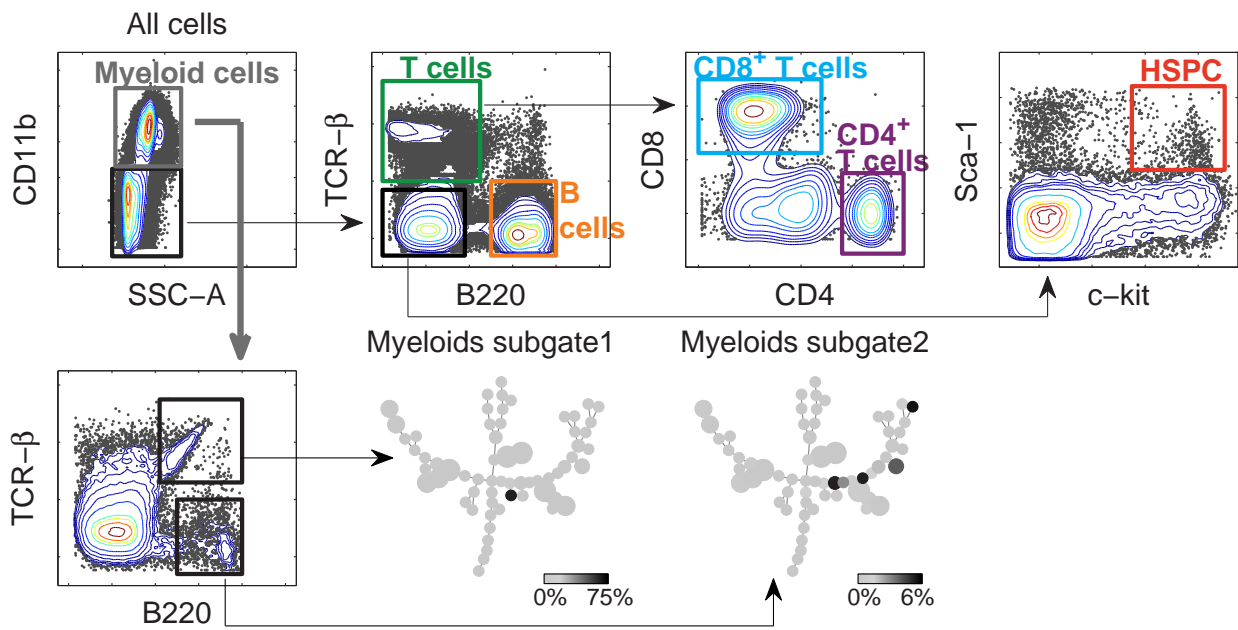 All cells
Myeloid cells
CD11b
SSC-A
T cells
TCR-β
B
cells
B220
CD8⁺ T cells
CD4⁺
T cells
CD8
CD4
HSPC
Sca-1
c-kit
Myeloids subgate1
Myeloids subgate2
TCR-β
B220
0% 75%
0% 6%